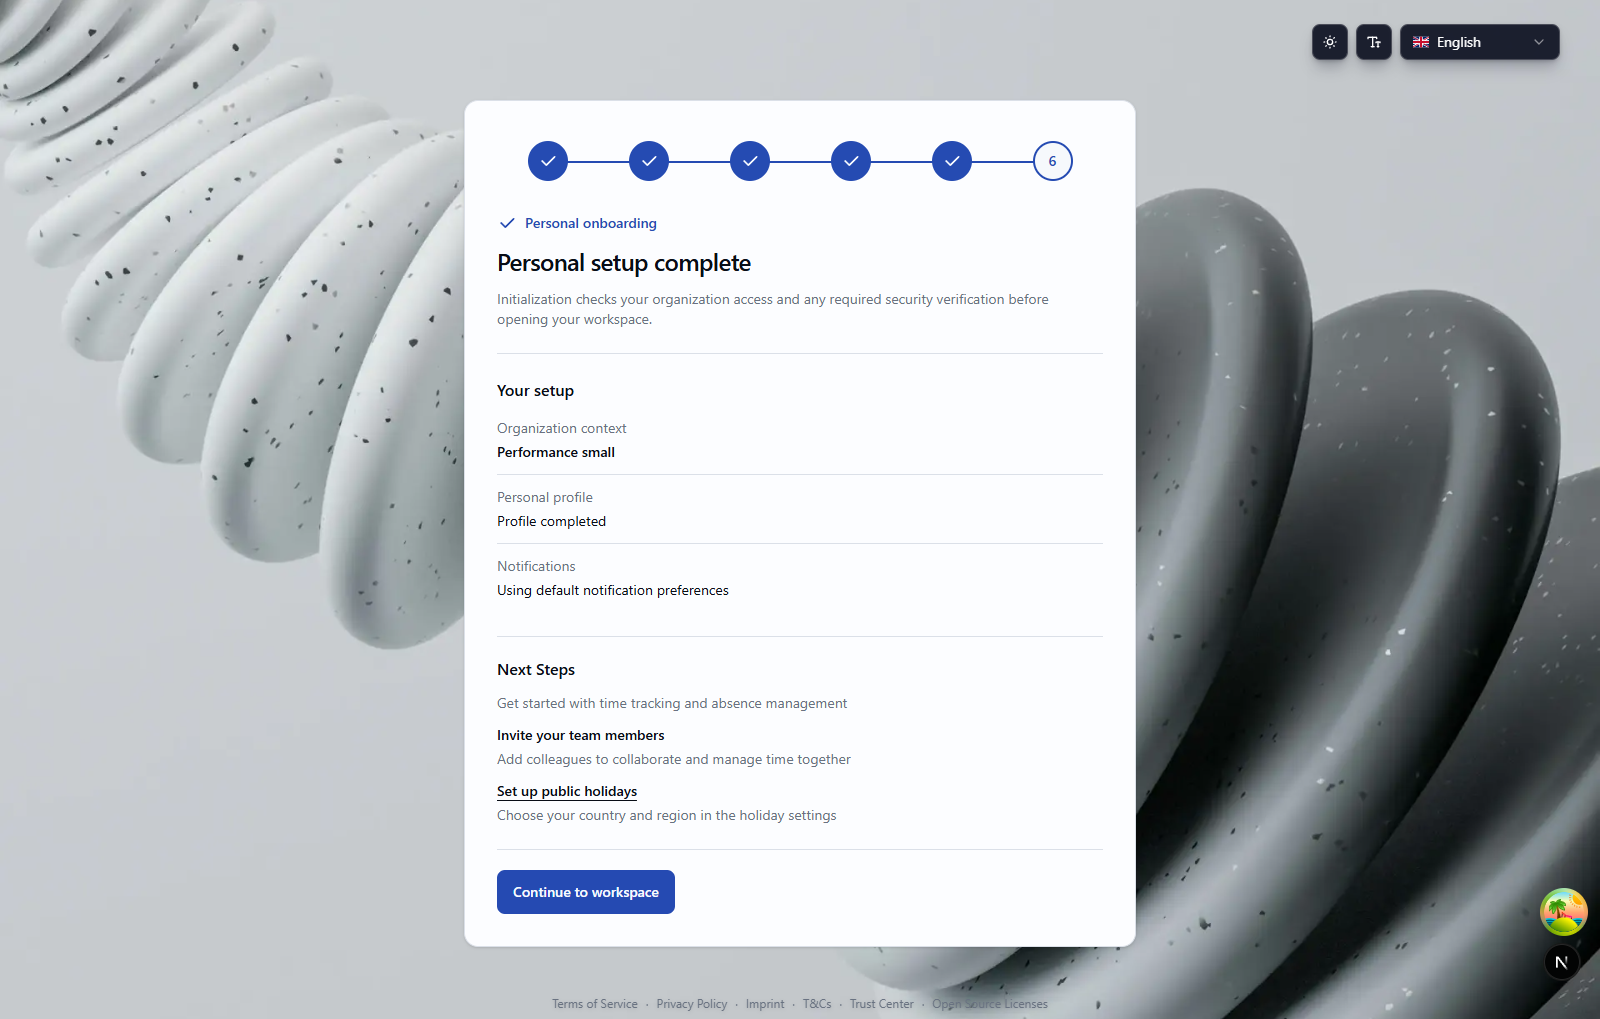 English
6
Personal onboarding
Personal setup complete
Initialization checks your organization access and any required security verification before
opening your workspace.
Your setup
Organization context
Performance small
Personal profile
Profile completed
Notifications
Using default notification preferences
Next Steps
Get started with time tracking and absence management
Invite your team members
Add colleagues to collaborate and manage time together
Set up public holidays
Choose your country and region in the holiday settings
Continue to workspace
N
Terms of Service · Privacy Policy · Imprint · T&Cs · Trust Center · Open Source Licenses